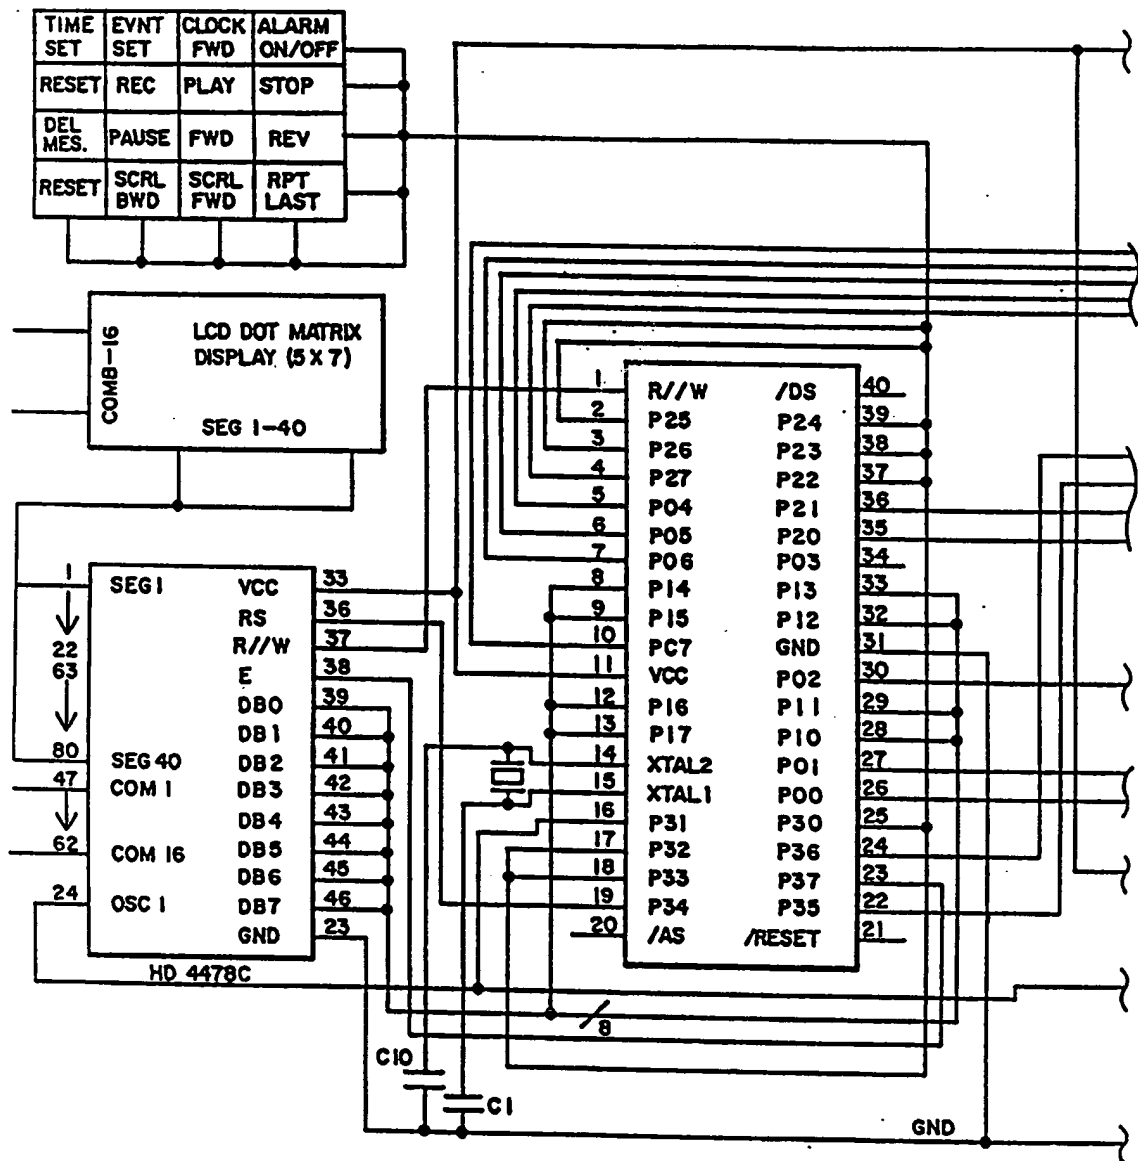 TIME SET EVNT SET CLOCK FWD ALARM ON/OFF
RESET REC PLAY STOP
DEL MES. PAUSE FWD REV
RESET SCRL BWD SCRL FWD RPT LAST
COM8-16
LCD DOT MATRIX
DISPLAY (5 X 7)
SEG 1-40
1
22
63
80
47
62
24
SEG 1
SEG 40
COM 1
COM 16
OSC 1
VCC 33
RS 36
R//W 37
E 38
DB0 39
DB1 40
DB2 41
DB3 42
DB4 43
DB5 44
DB6 45
DB7 46
GND 23
HD 4478C
1 R//W /DS 40
2 P25 P24 39
3 P26 P23 38
4 P27 P22 37
5 P04 P21 36
6 P05 P20 35
7 P06 P03 34
8 P14 P13 33
9 P15 P12 32
10 PC7 GND 31
11 VCC P02 30
12 P16 P11 29
13 P17 P10 28
14 XTAL2 P01 27
15 XTAL1 P00 26
16 P31 P30 25
17 P32 P36 24
18 P33 P37 23
19 P34 P35 22
20 /AS /RESET 21
8
C10
C1
GND